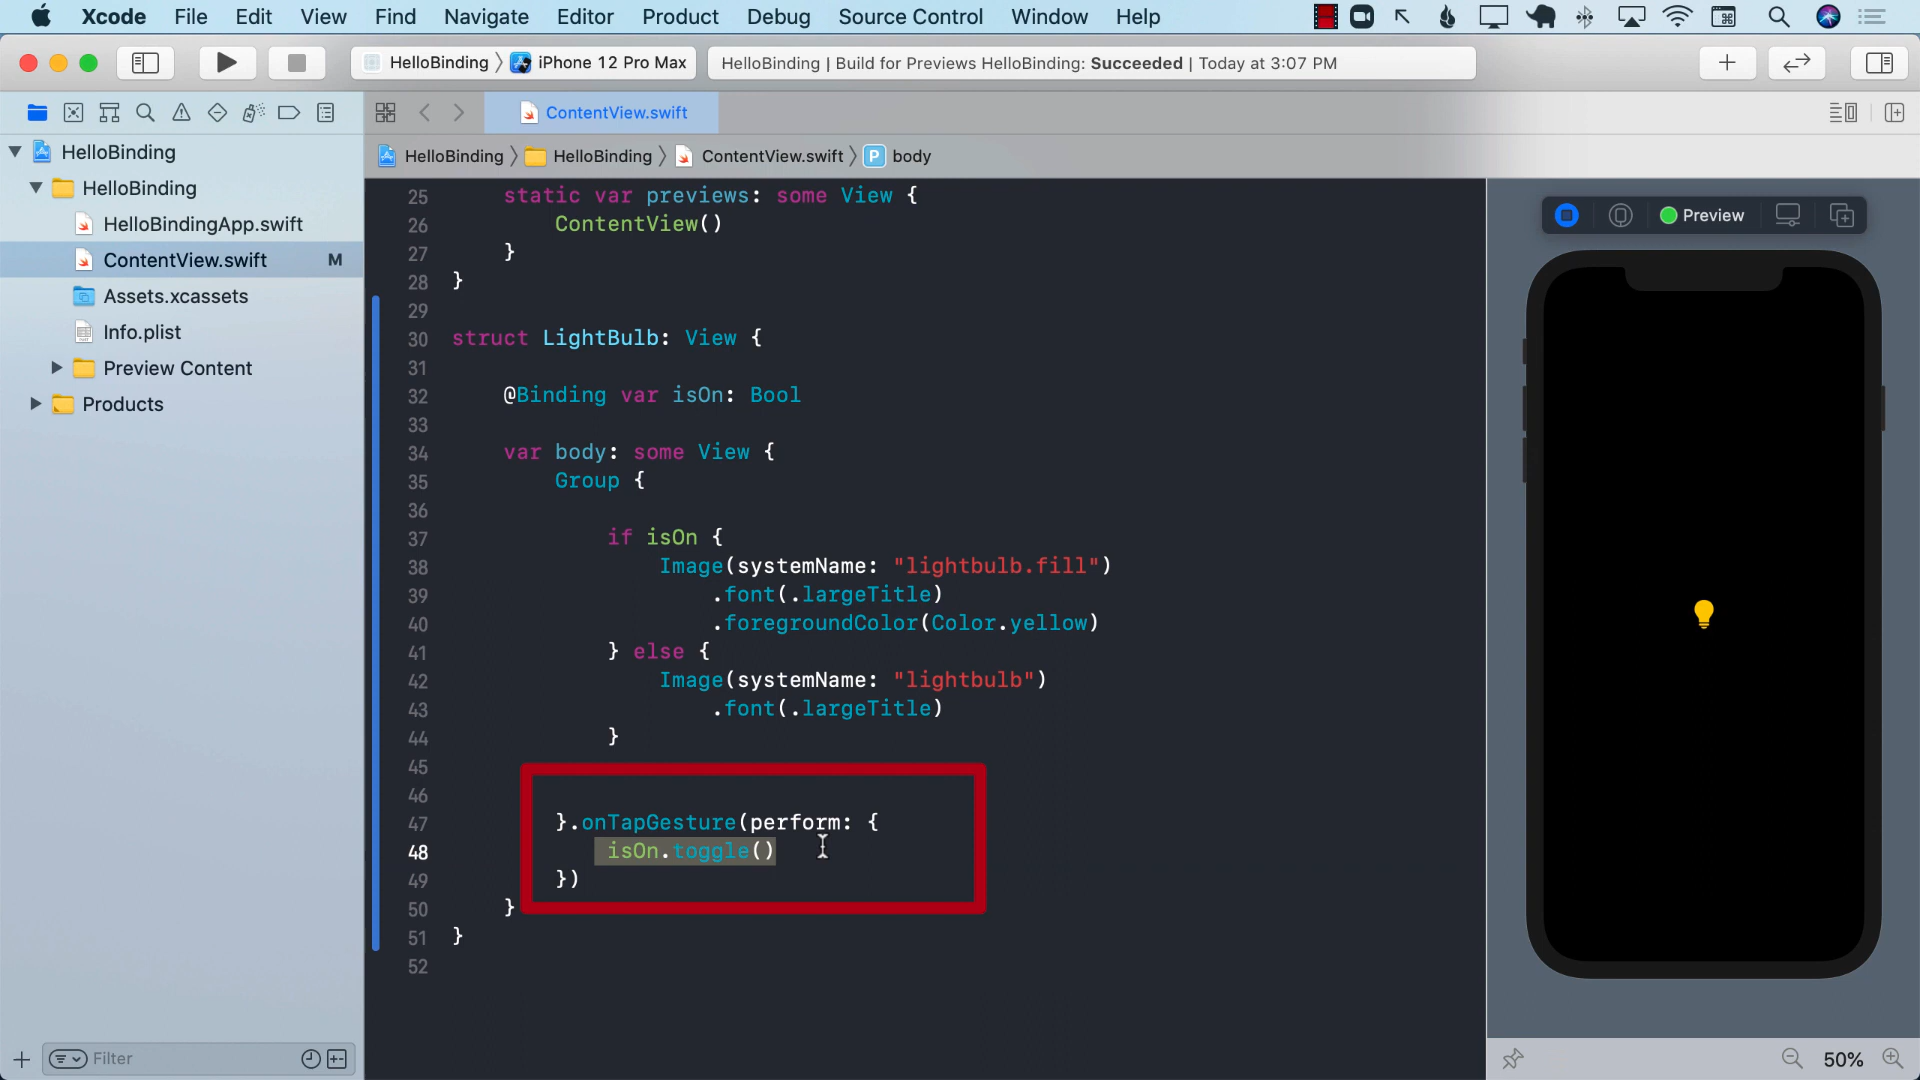 Xcode File Edit View Find Navigate Editor Product Debug Source Control Window Help
HelloBinding iPhone 12 Pro Max
HelloBinding | Build for Previews HelloBinding: Succeeded | Today at 3:07 PM
ContentView.swift
HelloBinding HelloBinding ContentView.swift P body
HelloBinding
HelloBinding
HelloBindingApp.swift
ContentView.swift M
Assets.xcassets
Info.plist
Preview Content
Products
Filter
25 static var previews: some View {
26 ContentView()
27 }
28 }
29
30 struct LightBulb: View {
31
32 @Binding var isOn: Bool
33
34 var body: some View {
35 Group {
36
37 if isOn {
38 Image(systemName: "lightbulb.fill")
39 .font(.largeTitle)
40 .foregroundColor(Color.yellow)
41 } else {
42 Image(systemName: "lightbulb")
43 .font(.largeTitle)
44 }
45
46
47 }.onTapGesture(perform: {
48 isOn.toggle()
49 })
50 }
51 }
52
Preview
50%